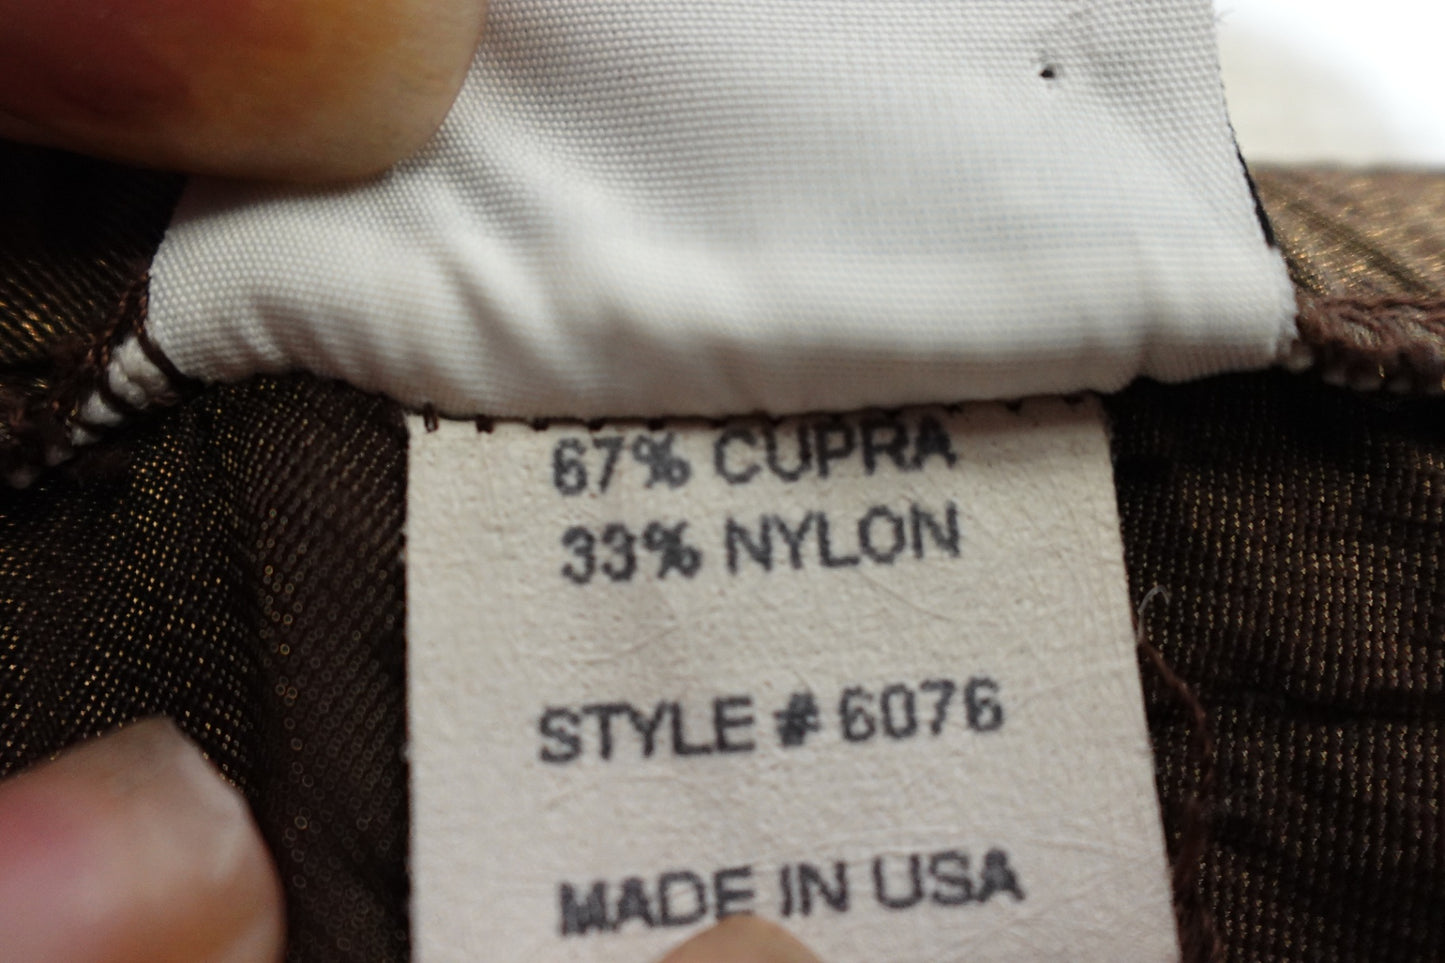 67% CUPRA
33% NYLON
STYLE # 6076
MADE IN USA